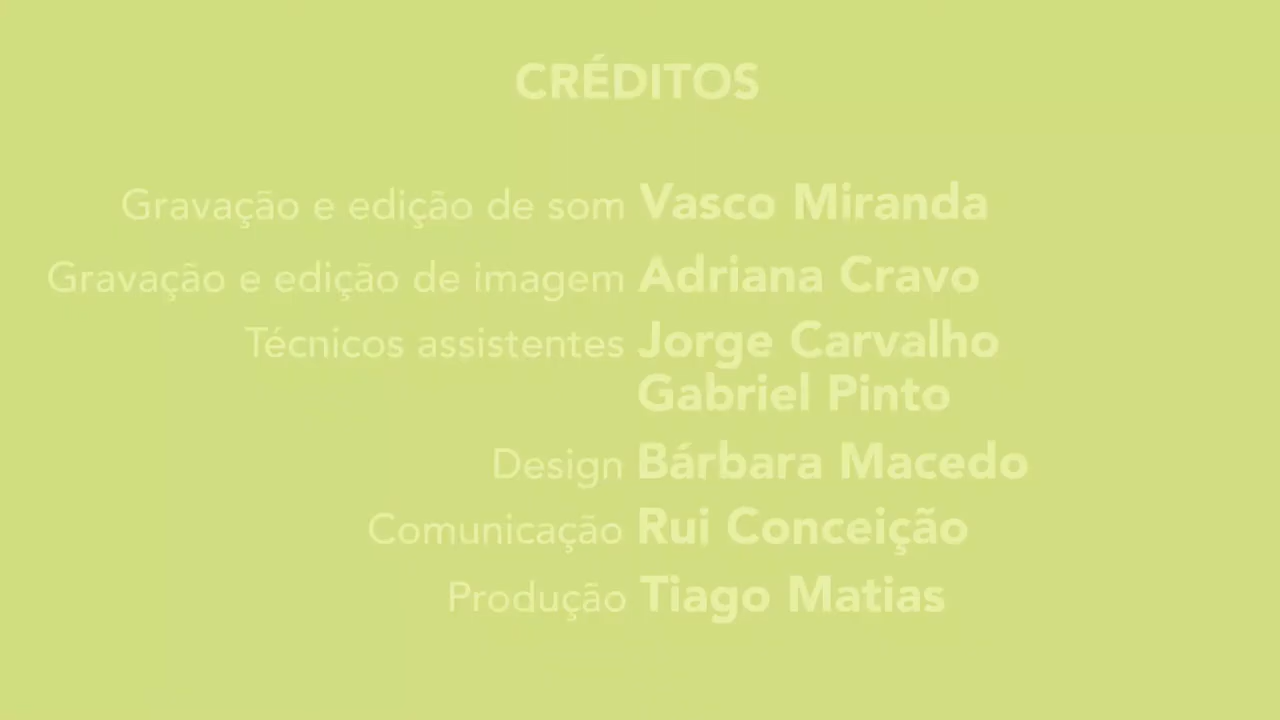 CRÉDITOS
Gravação e edição de som Vasco Miranda
Gravação e edição de imagem Adriana Cravo
Técnicos assistentes Jorge Carvalho
Gabriel Pinto
Design Bárbara Macedo
Comunicação Rui Conceição
Produção Tiago Matias